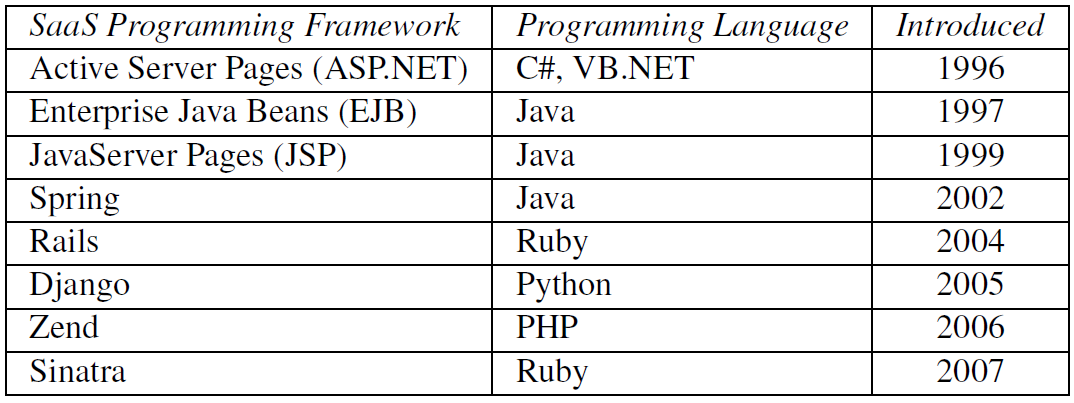 SaaS Programming Framework Programming Language Introduced
Active Server Pages (ASP.NET) C#, VB.NET 1996
Enterprise Java Beans (EJB) Java 1997
JavaServer Pages (JSP) Java 1999
Spring Java 2002
Rails Ruby 2004
Django Python 2005
Zend PHP 2006
Sinatra Ruby 2007